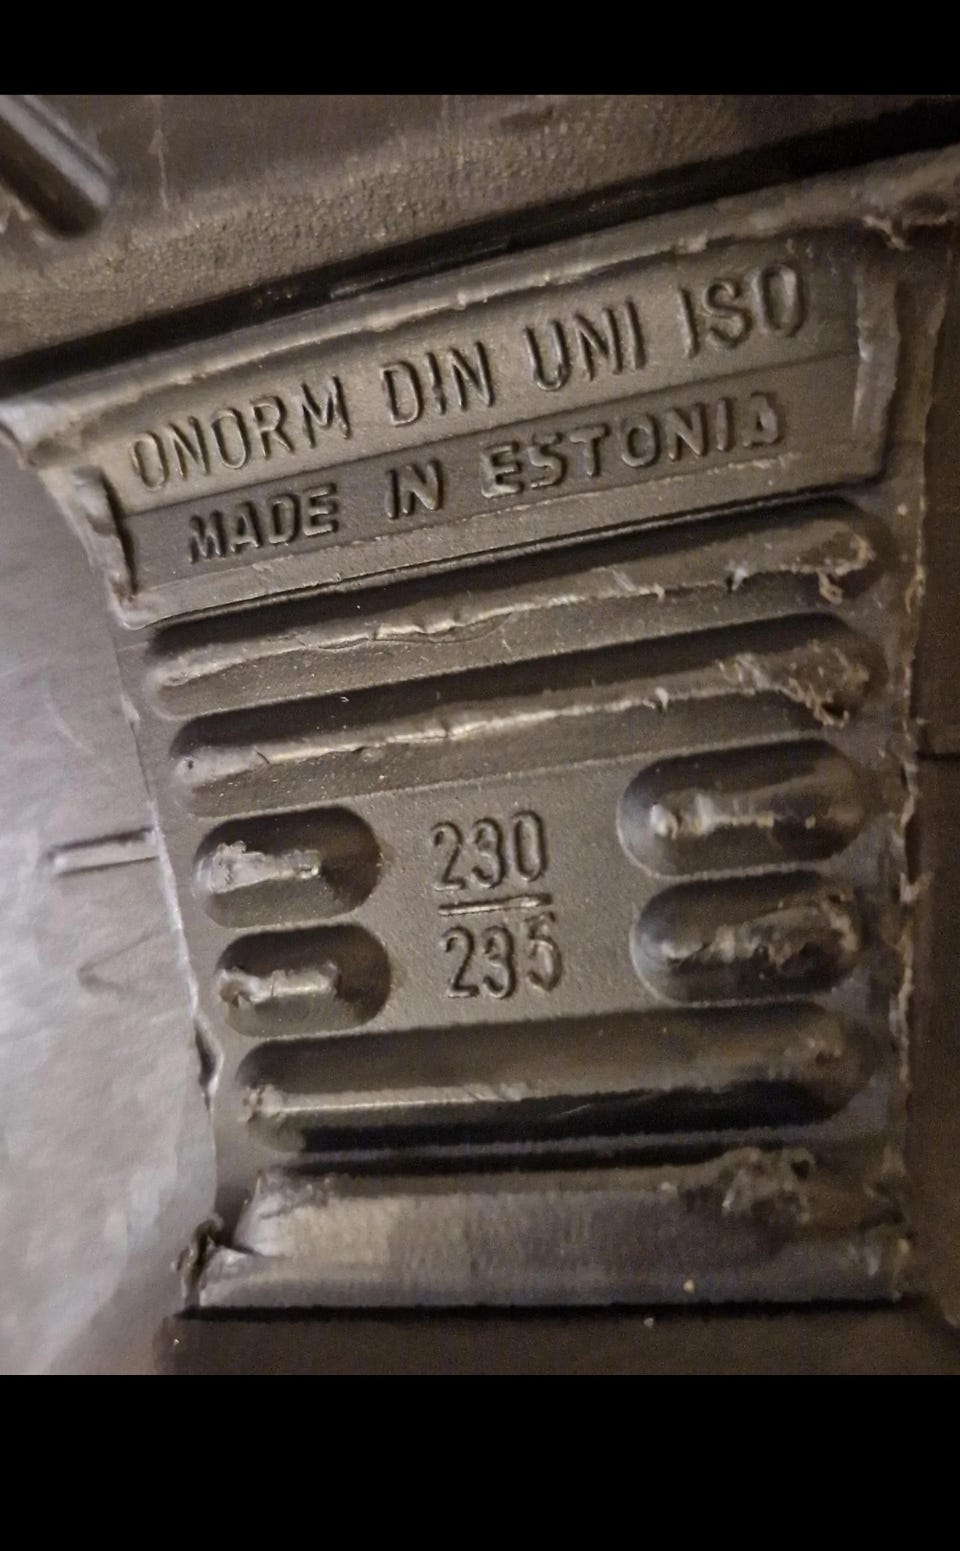 ONORM DIN UNI ISO
MADE IN ESTONIA
230
235